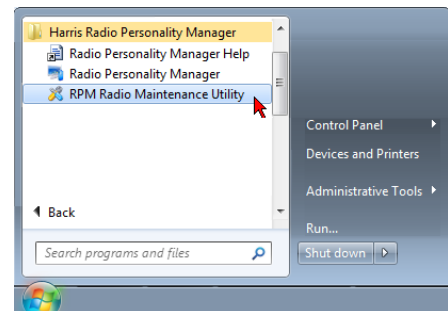 Harris Radio Personality Manager
Radio Personality Manager Help
Radio Personality Manager
RPM Radio Maintenance Utility
Back
Search programs and files
Control Panel
Devices and Printers
Administrative Tools
Run...
Shut down